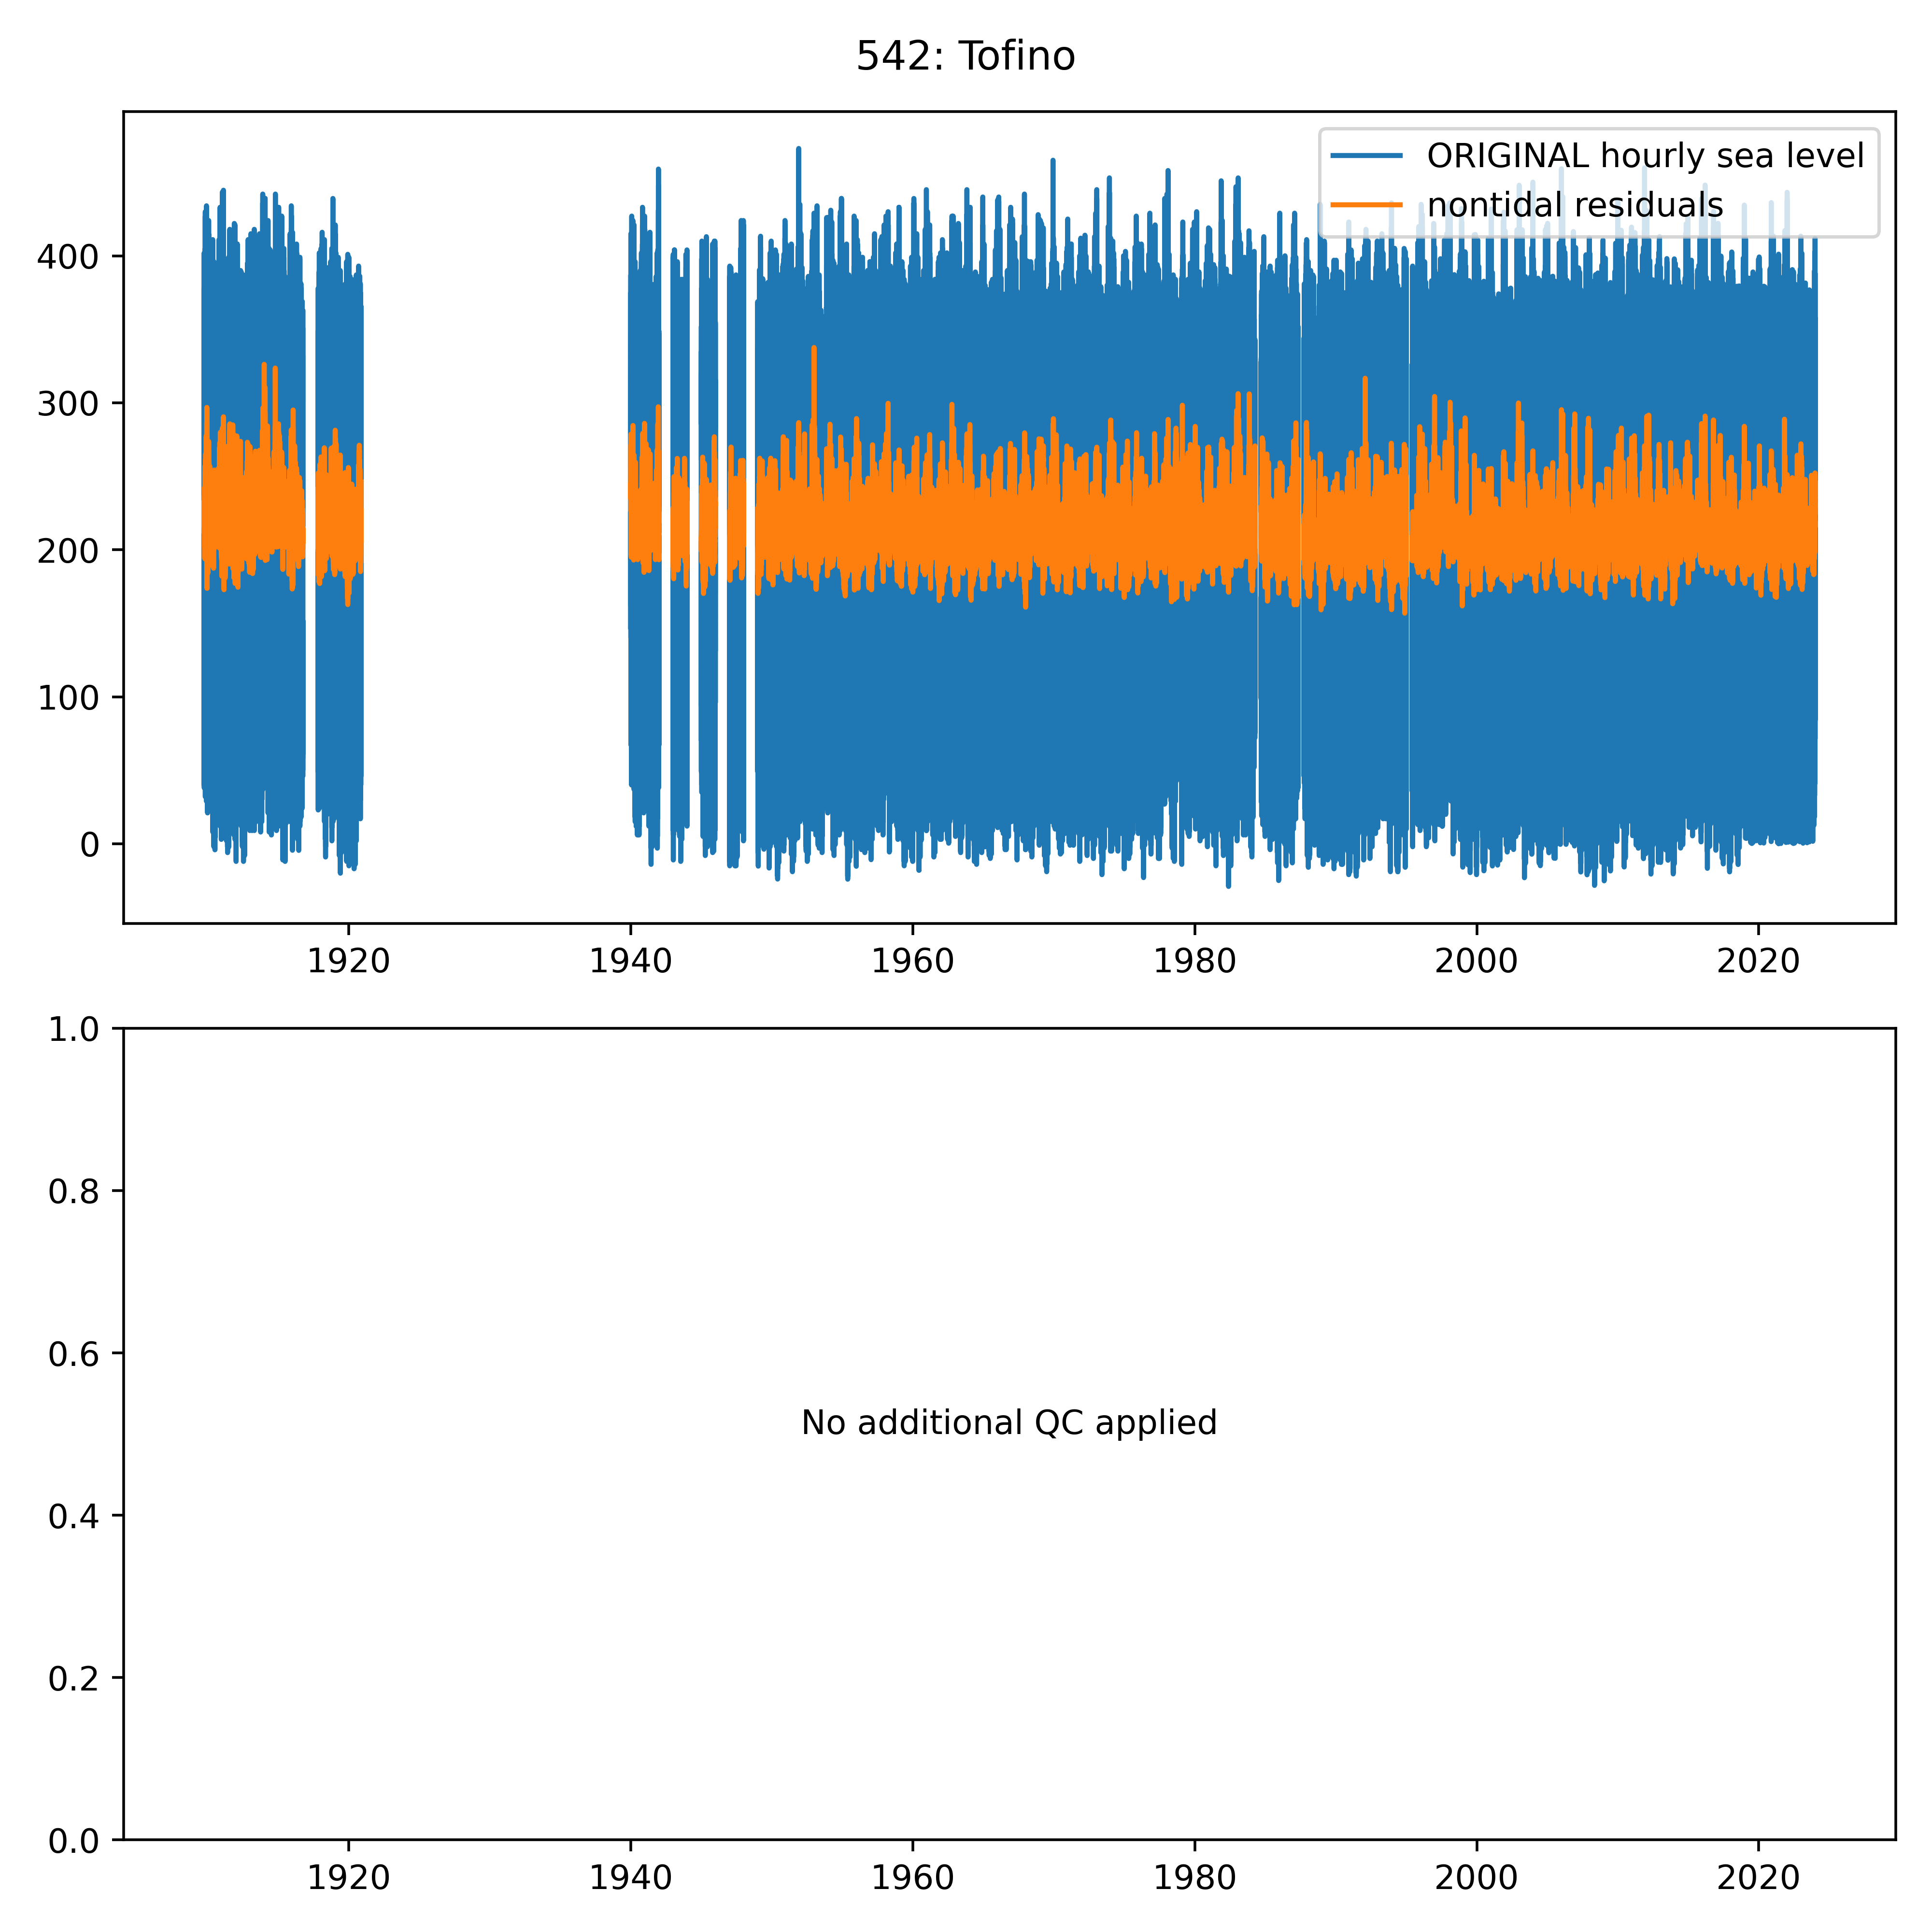 542: Tofino
ORIGINAL hourly sea level
nontidal residuals
400
300
200
100
0
1920 1940 1960 1980 2000 2020
1.0
0.8
0.6
No additional QC applied
0.4
0.2
0.0
1920 1940 1960 1980 2000 2020